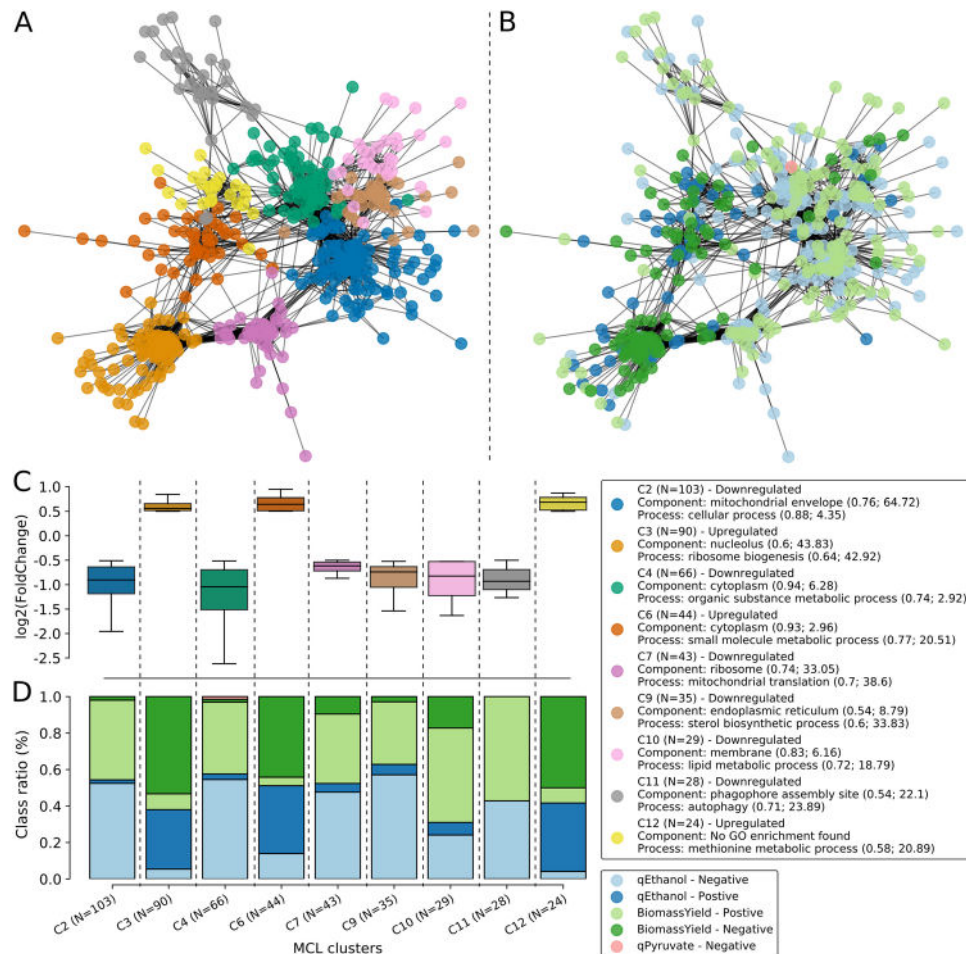 A
B
C
log2(FoldChange)
1.0
0.5
0.0
-0.5
-1.0
-1.5
-2.0
-2.5
D
Class ratio (%)
1.0
0.8
0.6
0.4
0.2
0.0
C2 (N=103)
C3 (N=90)
C4 (N=66)
C6 (N=44)
C7 (N=43)
C9 (N=35)
C10 (N=29)
C11 (N=28)
C12 (N=24)
MCL clusters
C2 (N=103) - Downregulated
Component: mitochondrial envelope (0.76; 64.72)
Process: cellular process (0.88; 4.35)
C3 (N=90) - Upregulated
Component: nucleolus (0.6; 43.83)
Process: ribosome biogenesis (0.64; 42.92)
C4 (N=66) - Downregulated
Component: cytoplasm (0.94; 6.28)
Process: organic substance metabolic process (0.74; 2.92)
C6 (N=44) - Upregulated
Component: cytoplasm (0.93; 2.96)
Process: small molecule metabolic process (0.77; 20.51)
C7 (N=43) - Downregulated
Component: ribosome (0.74; 33.05)
Process: mitochondrial translation (0.7; 38.6)
C9 (N=35) - Downregulated
Component: endoplasmic reticulum (0.54; 8.79)
Process: sterol biosynthetic process (0.6; 33.83)
C10 (N=29) - Downregulated
Component: membrane (0.83; 6.16)
Process: lipid metabolic process (0.72; 18.79)
C11 (N=28) - Downregulated
Component: phagophore assembly site (0.54; 22.1)
Process: autophagy (0.71; 23.89)
C12 (N=24) - Upregulated
Component: No GO enrichment found
Process: methionine metabolic process (0.58; 20.89)
qEthanol - Negative
qEthanol - Postive
BiomassYield - Postive
BiomassYield - Negative
qPyruvate - Negative